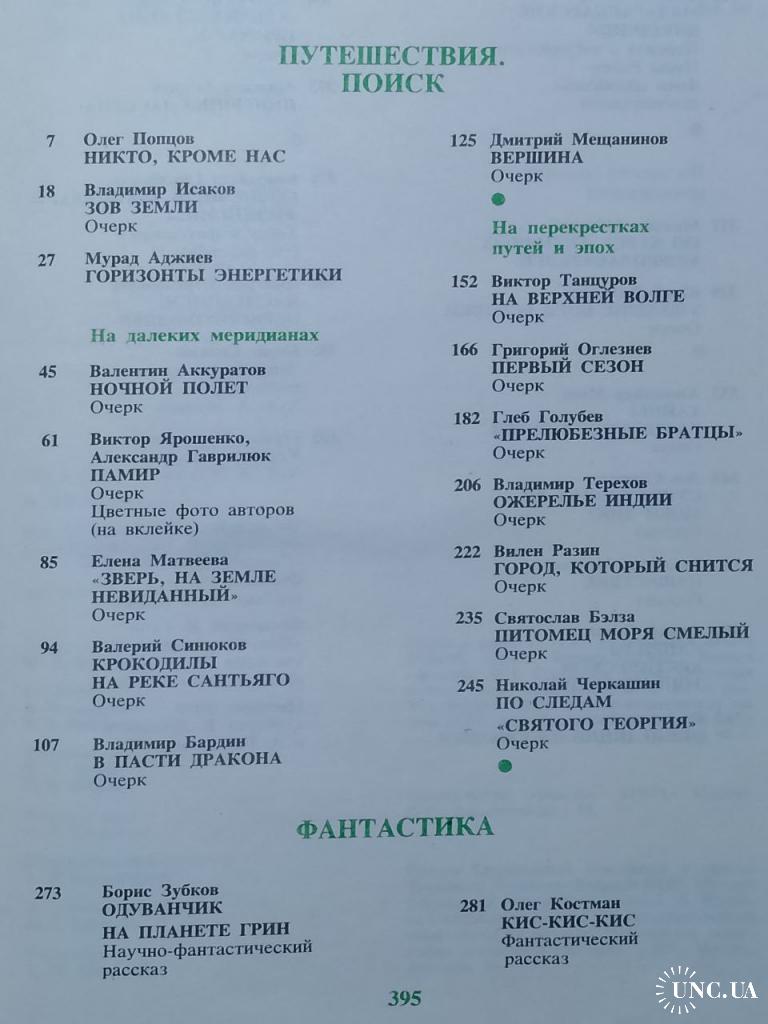 ПУТЕШЕСТВИЯ.
ПОИСК
7 Олег Попцов
НИКТО, КРОМЕ НАС
18 Владимир Исаков
ЗОВ ЗЕМЛИ
Очерк
27 Мурад Аджиев
ГОРИЗОНТЫ ЭНЕРГЕТИКИ
На далеких меридианах
45 Валентин Аккуратов
НОЧНОЙ ПОЛЕТ
Очерк
61 Виктор Ярошенко,
Александр Гаврилюк
ПАМИР
Очерк
Цветные фото авторов
(на вклейке)
85 Елена Матвеева
«ЗВЕРЬ, НА ЗЕМЛЕ
НЕВИДАННЫЙ»
Очерк
94 Валерий Синюков
КРОКОДИЛЫ
НА РЕКЕ САНТЬЯГО
Очерк
107 Владимир Бардин
В ПАСТИ ДРАКОНА
Очерк
125 Дмитрий Мещанинов
ВЕРШИНА
Очерк
На перекрестках
путей и эпох
152 Виктор Танцуров
НА ВЕРХНЕЙ ВОЛГЕ
Очерк
166 Григорий Оглезнев
ПЕРВЫЙ СЕЗОН
Очерк
182 Глеб Голубев
«ПРЕЛЮБЕЗНЫЕ БРАТЦЫ»
Очерк
206 Владимир Терехов
ОЖЕРЕЛЬЕ ИНДИИ
Очерк
222 Вилен Разин
ГОРОД, КОТОРЫЙ СНИТСЯ
Очерк
235 Святослав Бэлза
ПИТОМЕЦ МОРЯ СМЕЛЫЙ
Очерк
245 Николай Черкашин
ПО СЛЕДАМ
«СВЯТОГО ГЕОРГИЯ»
Очерк
ФАНТАСТИКА
273 Борис Зубков
ОДУВАНЧИК
НА ПЛАНЕТЕ ГРИН
Научно-фантастический
рассказ
281 Олег Костман
КИС-КИС-КИС
Фантастический
рассказ
395
UNC.UA